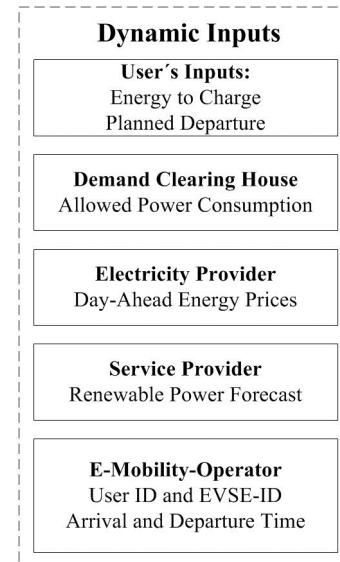 Dynamic Inputs
User´s Inputs:
Energy to Charge
Planned Departure
Demand Clearing House
Allowed Power Consumption
Electricity Provider
Day-Ahead Energy Prices
Service Provider
Renewable Power Forecast
E-Mobility-Operator
User ID and EVSE-ID
Arrival and Departure Time